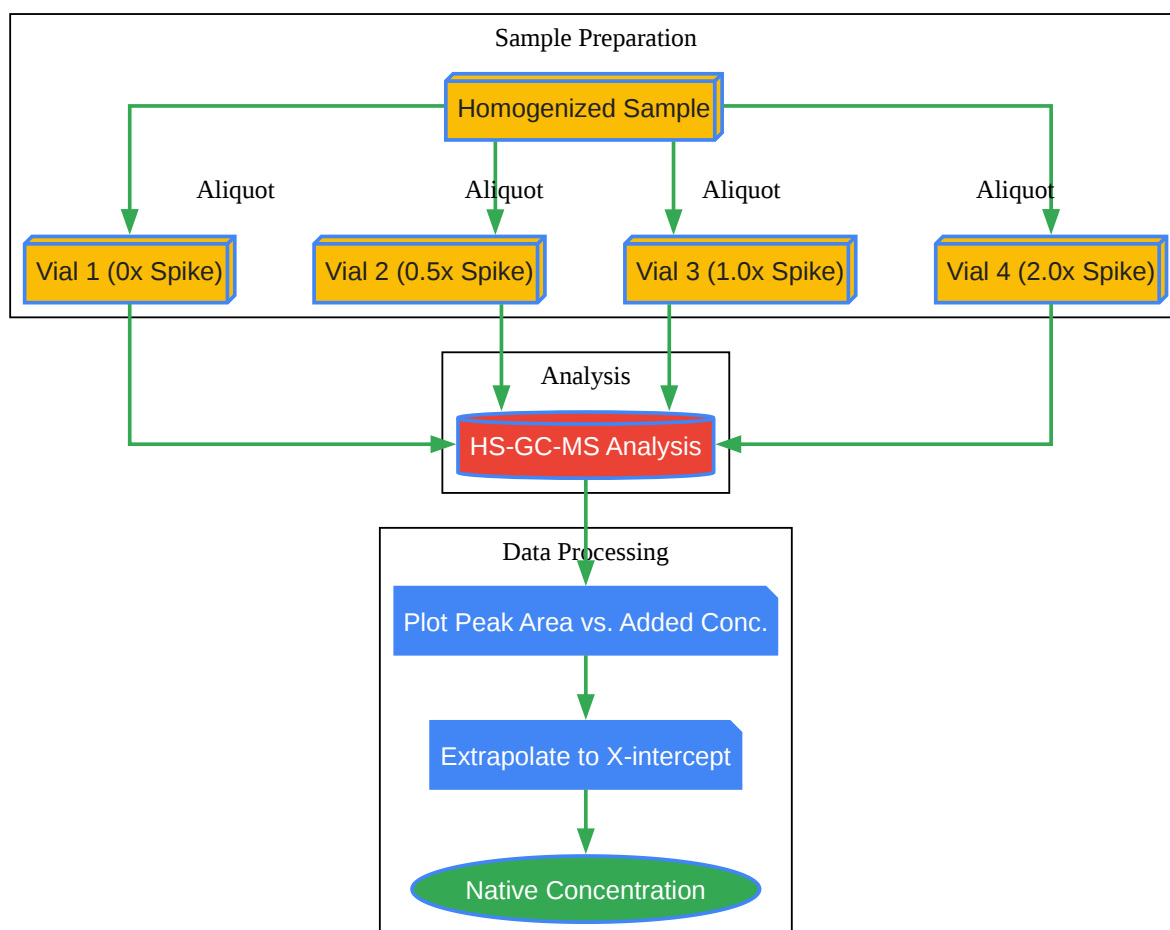 Sample Preparation
Homogenized Sample
Aliquot
Aliquot
Aliquot
Aliquot
Vial 1 (0x Spike)
Vial 2 (0.5x Spike)
Vial 3 (1.0x Spike)
Vial 4 (2.0x Spike)
Analysis
HS-GC-MS Analysis
Data Processing
Plot Peak Area vs. Added Conc.
Extrapolate to X-intercept
Native Concentration